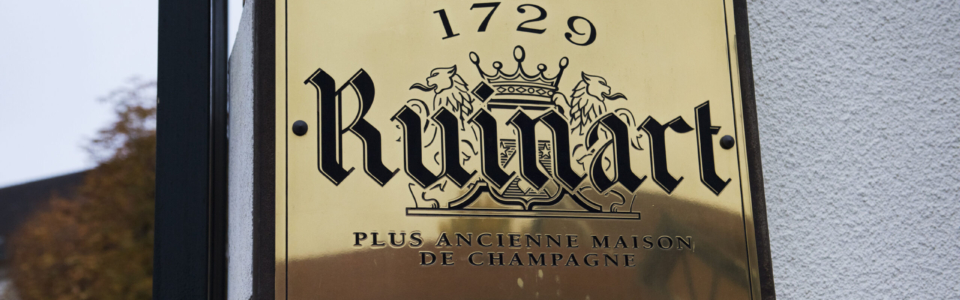 1729
Ruinart
PLUS ANCIENNE MAISON
DE CHAMPAGNE